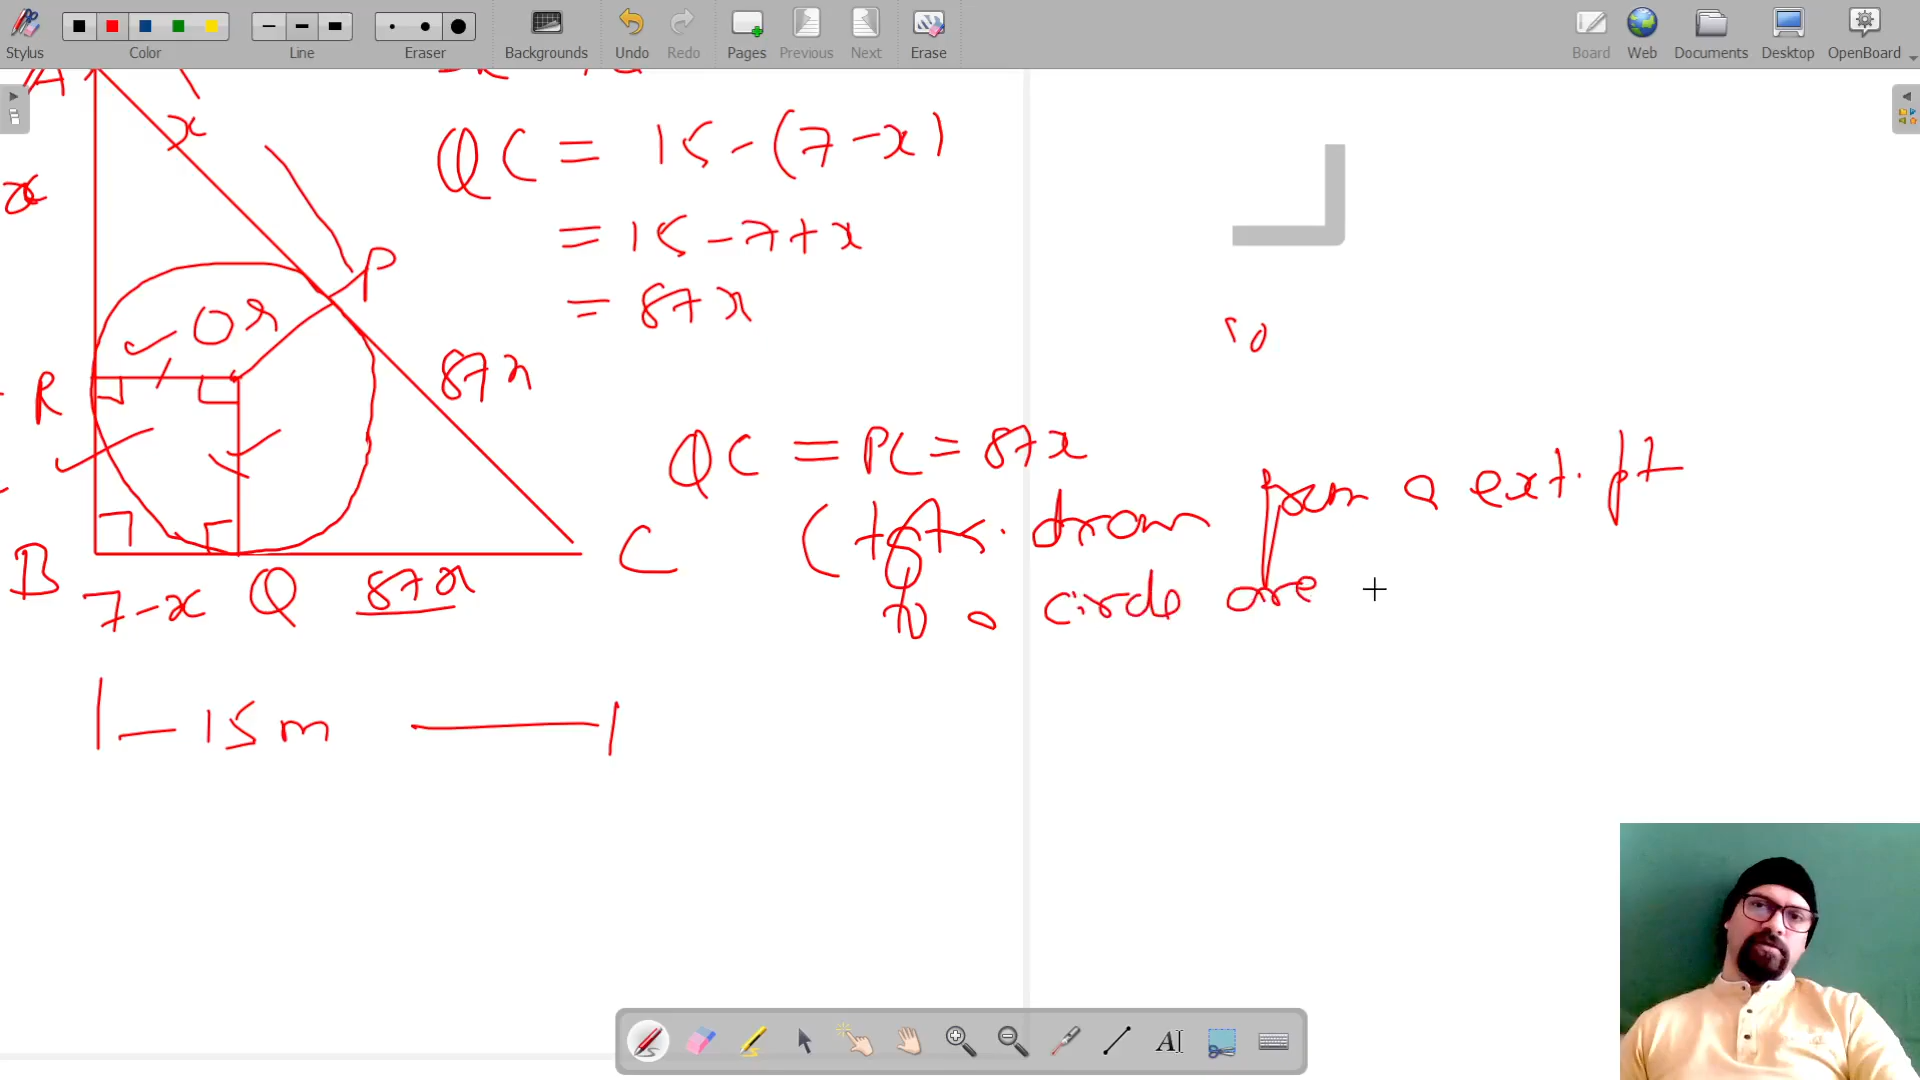 Stylus Color Line Eraser Backgrounds Undo Redo Pages Previous Next Erase Board Web Documents Desktop OpenBoard
A
x
x
QC = 15 - (7-x)
= 15 - 7 + x
= 8+x
P
O r
R
8+x
QC = PC = 8+x
(tgts. drawn from a ext. pt
to a circle are
B
C
7-x Q 8+x
15 m
AI